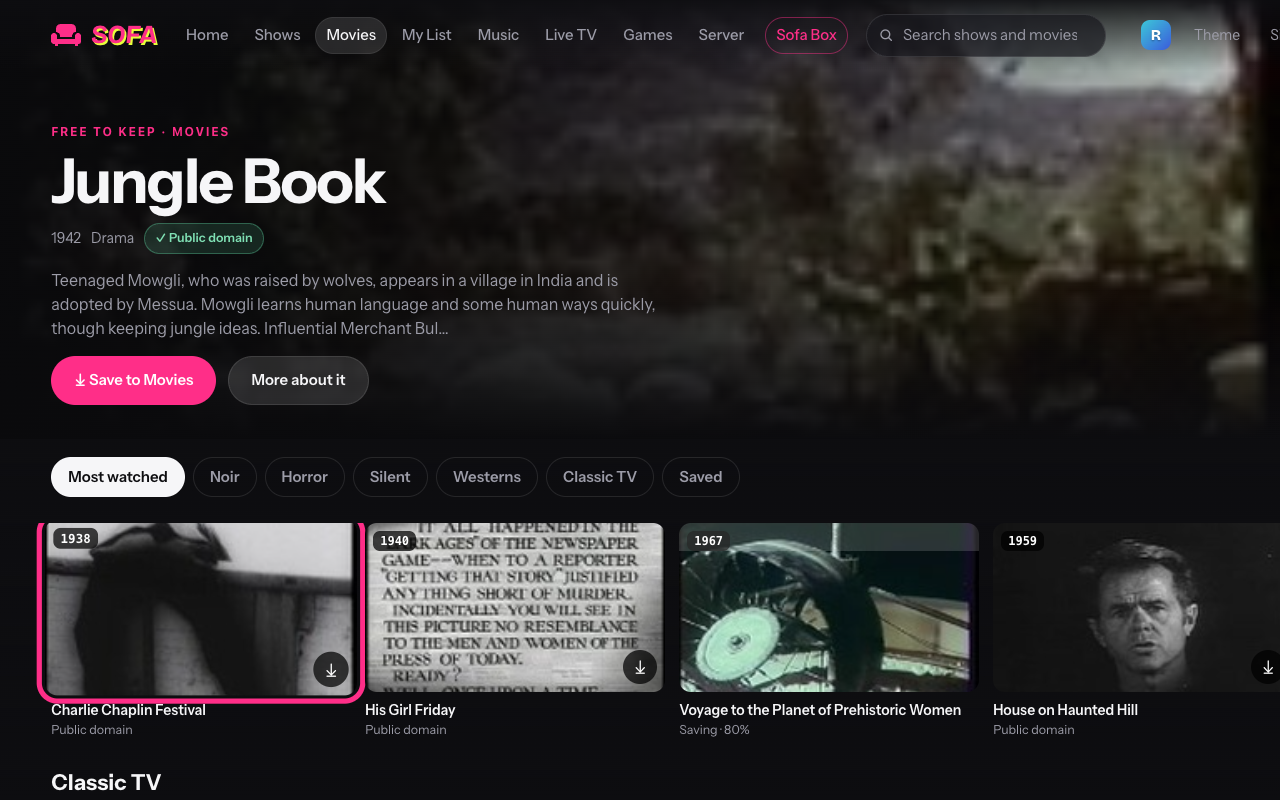 SOFA
Home
Shows
Movies
My List
Music
Live TV
Games
Server
Sofa Box
Search shows and movies
R
Theme
FREE TO KEEP · MOVIES
Jungle Book
1942 Drama ✓ Public domain
Teenaged Mowgli, who was raised by wolves, appears in a village in India and is
adopted by Messua. Mowgli learns human language and some human ways quickly,
though keeping jungle ideas. Influential Merchant Bul...
Save to Movies
More about it
Most watched
Noir
Horror
Silent
Westerns
Classic TV
Saved
1938
1940
IT ALL HAPPENED IN THE
AGES" OF THE NEWSPAPER
GAME--WHEN TO A REPORTER
"GETTING THAT STORY" JUSTIFIED
ANYTHING SHORT OF MURDER.
INCIDENTALLY YOU WILL SEE IN
THIS PICTURE NO RESEMBLANCE
TO THE MEN AND WOMEN OF THE
PRESS OF TODAY.
READY?
1967
1959
Charlie Chaplin Festival
Public domain
His Girl Friday
Public domain
Voyage to the Planet of Prehistoric Women
Saving · 80%
House on Haunted Hill
Public domain
Classic TV